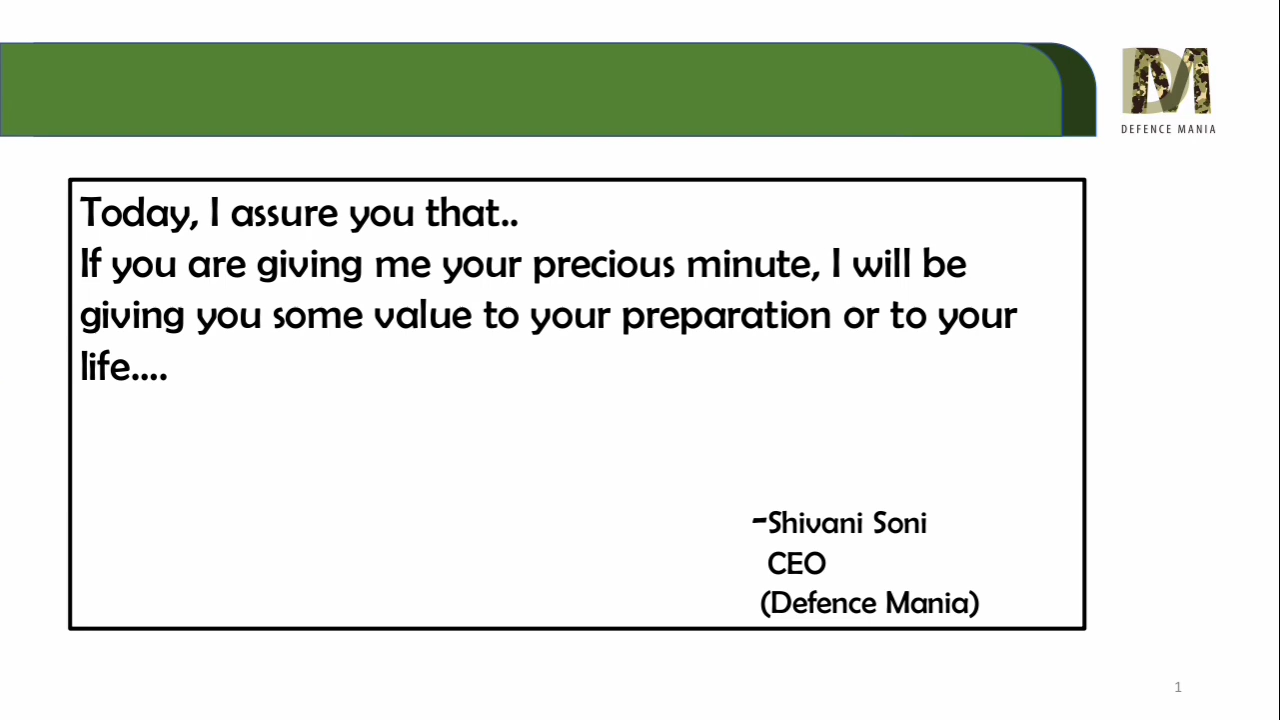 DM
DEFENCE MANIA
Today, I assure you that..
If you are giving me your precious minute, I will be
giving you some value to your preparation or to your
life....
-Shivani Soni
CEO
(Defence Mania)
1